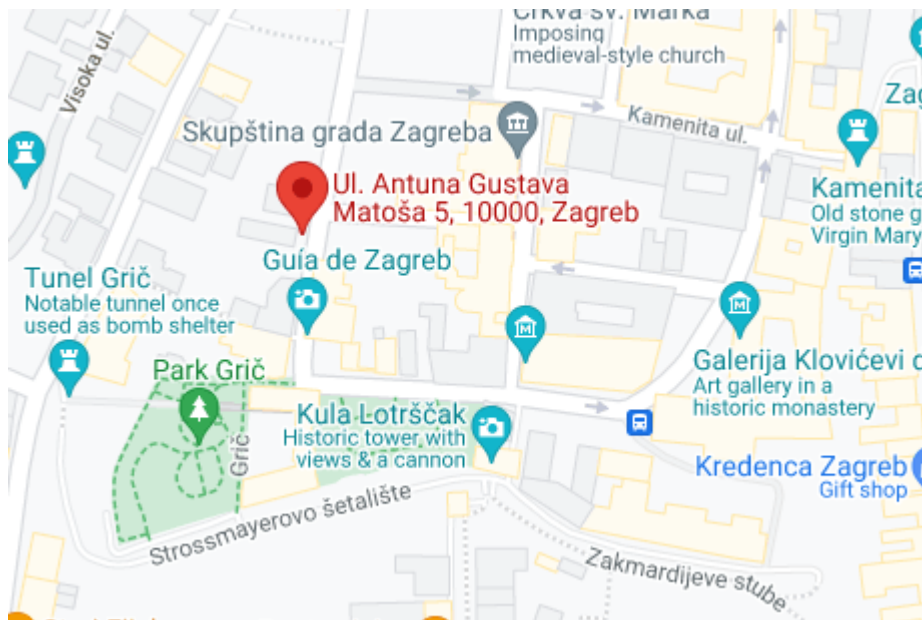 Crkva sv. Marka
Imposing
medieval-style church
Visoka ul.
Kamenita ul.
Skupština grada Zagreba
Ul. Antuna Gustava
Matoša 5, 10000, Zagreb
Kamenita
Old stone g
Virgin Mary
Guía de Zagreb
Tunel Grič
Notable tunnel once
used as bomb shelter
Park Grič
Grič
Galerija Klovićevi d
Art gallery in a
historic monastery
Kula Lotrščak
Historic tower with
views & a cannon
Kredenca Zagreb
Gift shop
Strossmayerovo šetalište
Zakmardijeve stube